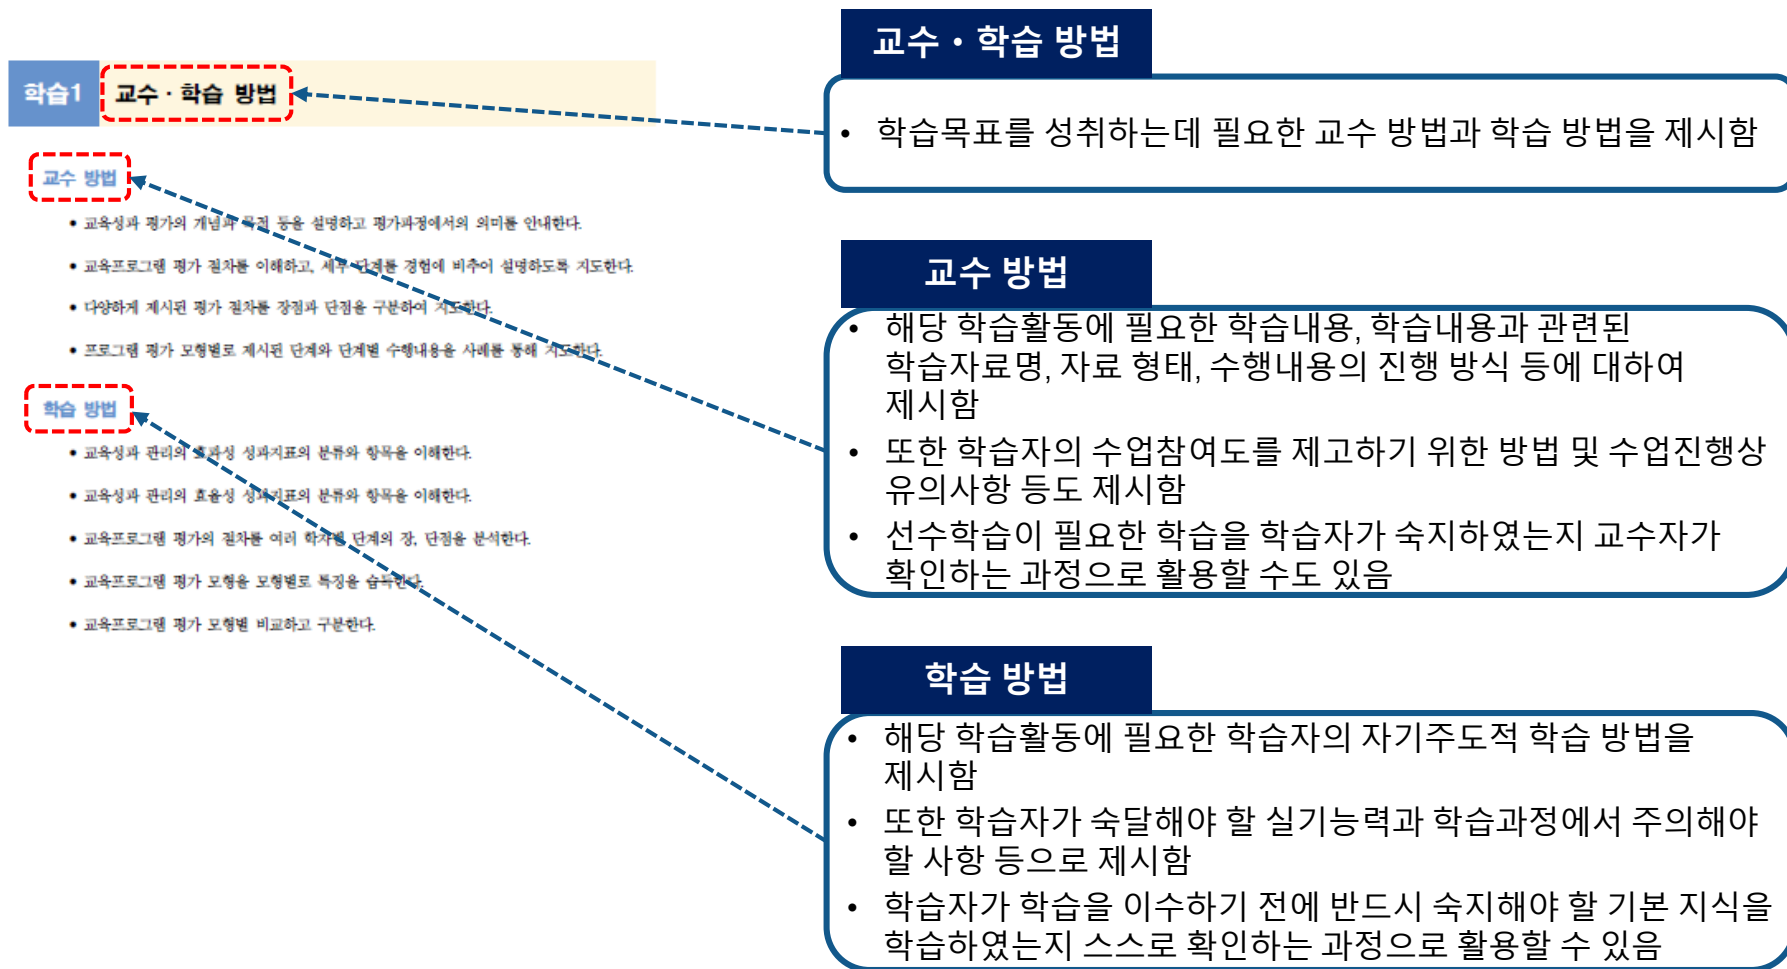 학습1 교수 · 학습 방법
교수 방법
• 교육성과 평가의 개념과 목적 등을 설명하고 평가과정에서의 의미를 안내한다.
• 교육프로그램 평가 절차를 이해하고, 세부 단계를 경험에 비추어 설명하도록 지도한다.
• 다양하게 제시된 평가 절차를 장점과 단점을 구분하여 지도한다.
• 프로그램 평가 모형별로 제시된 단계와 단계별 수행내용을 사례를 통해 지도한다.
학습 방법
• 교육성과 관리의 효과성 성과지표의 분류와 항목을 이해한다.
• 교육성과 관리의 효율성 성과지표의 분류와 항목을 이해한다.
• 교육프로그램 평가의 절차를 여러 학자별 단계의 장, 단점을 분석한다.
• 교육프로그램 평가 모형을 모형별로 특징을 습득한다.
• 교육프로그램 평가 모형별 비교하고 구분한다.
교수 · 학습 방법
• 학습목표를 성취하는데 필요한 교수 방법과 학습 방법을 제시함
교수 방법
• 해당 학습활동에 필요한 학습내용, 학습내용과 관련된
학습자료명, 자료 형태, 수행내용의 진행 방식 등에 대하여
제시함
• 또한 학습자의 수업참여도를 제고하기 위한 방법 및 수업진행상
유의사항 등도 제시함
• 선수학습이 필요한 학습을 학습자가 숙지하였는지 교수자가
확인하는 과정으로 활용할 수도 있음
학습 방법
• 해당 학습활동에 필요한 학습자의 자기주도적 학습 방법을
제시함
• 또한 학습자가 숙달해야 할 실기능력과 학습과정에서 주의해야
할 사항 등으로 제시함
• 학습자가 학습을 이수하기 전에 반드시 숙지해야 할 기본 지식을
학습하였는지 스스로 확인하는 과정으로 활용할 수 있음